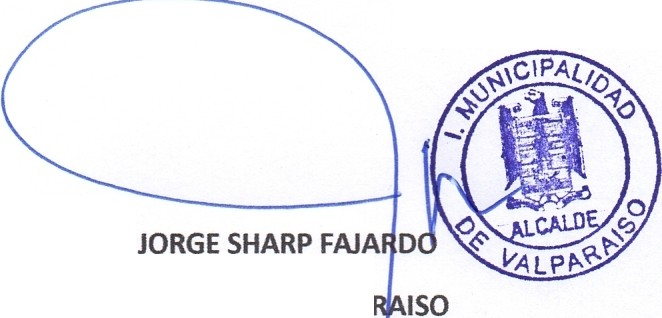 I. MUNICIPALIDAD
ALCALDE
DE VALPARAISO
JORGE SHARP FAJARDO
RAISO